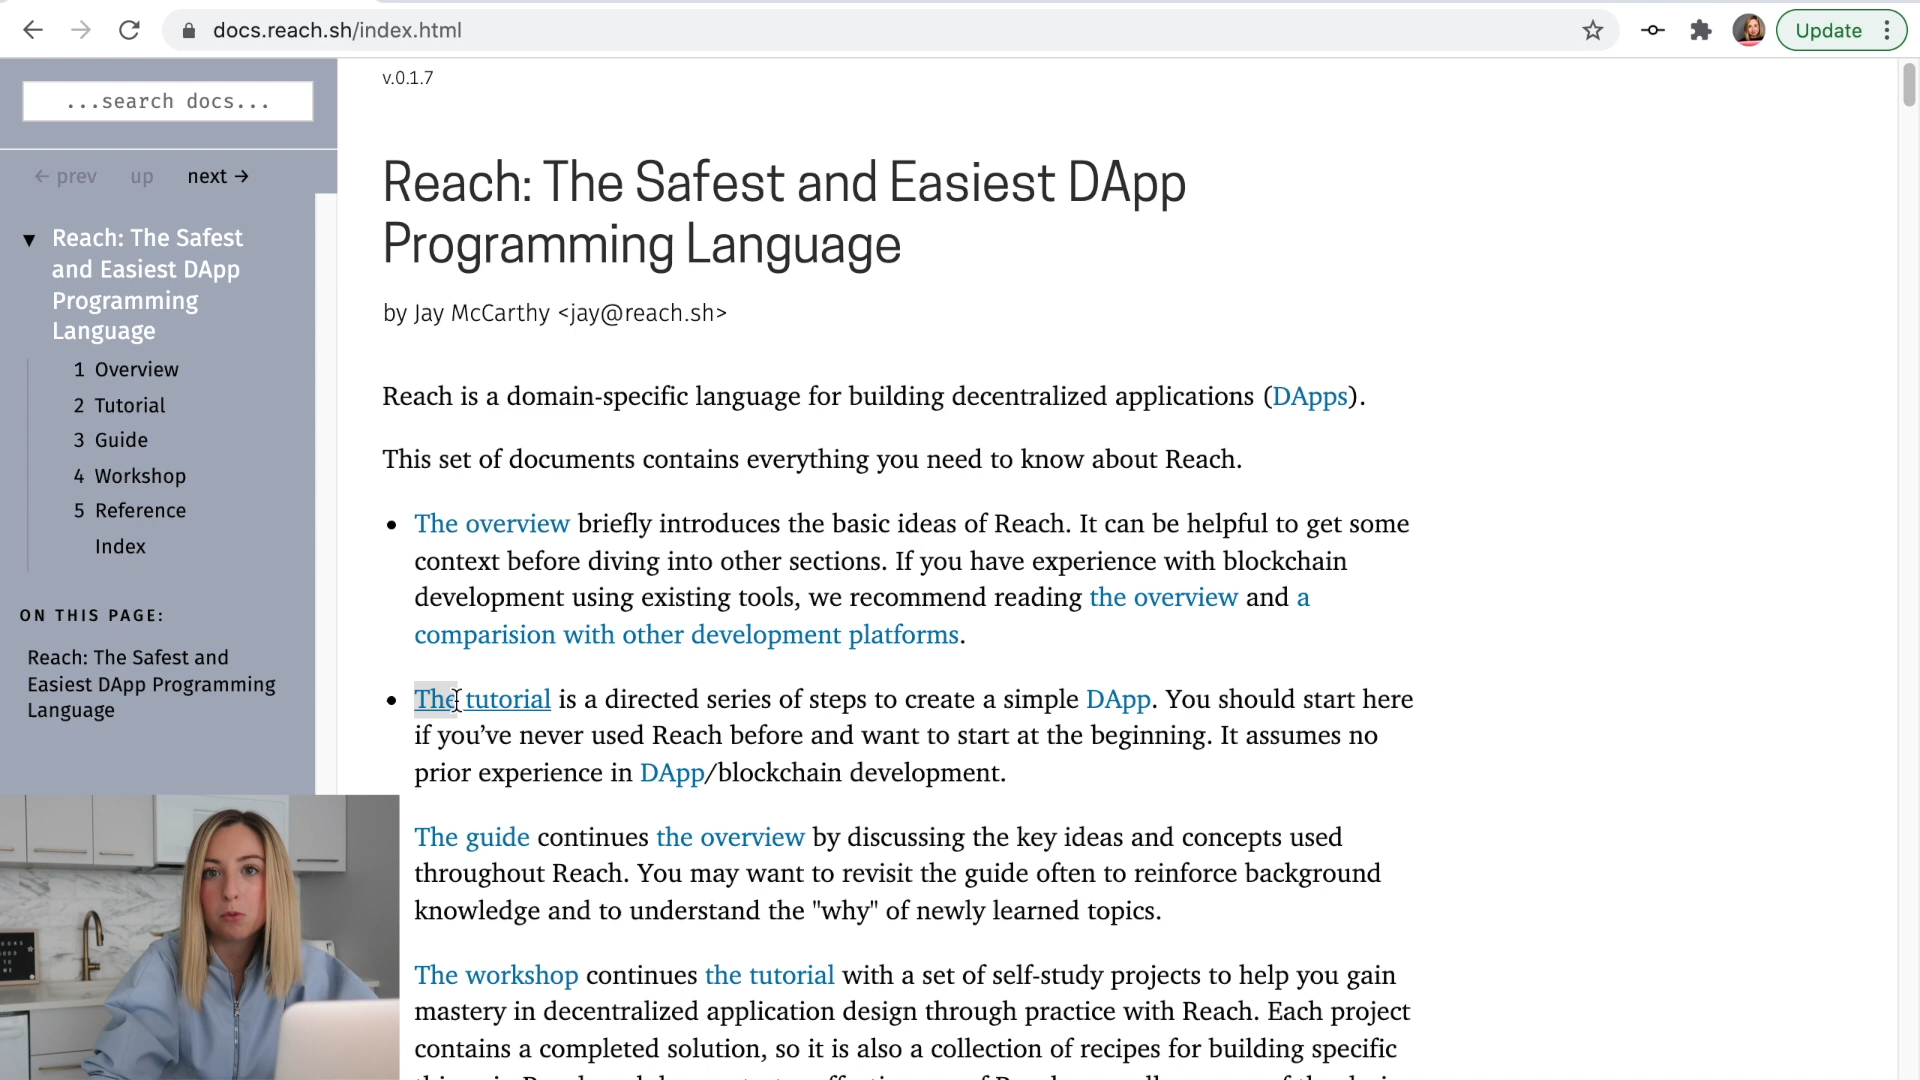 docs.reach.sh/index.html
Update
...search docs...
← prev up next →
Reach: The Safest
and Easiest DApp
Programming
Language
1 Overview
2 Tutorial
3 Guide
4 Workshop
5 Reference
Index
ON THIS PAGE:
Reach: The Safest and
Easiest DApp Programming
Language
v.0.1.7
Reach: The Safest and Easiest DApp
Programming Language
by Jay McCarthy <jay@reach.sh>
Reach is a domain-specific language for building decentralized applications (DApps).
This set of documents contains everything you need to know about Reach.
• The overview briefly introduces the basic ideas of Reach. It can be helpful to get some
context before diving into other sections. If you have experience with blockchain
development using existing tools, we recommend reading the overview and a
comparision with other development platforms.
• The tutorial is a directed series of steps to create a simple DApp. You should start here
if you’ve never used Reach before and want to start at the beginning. It assumes no
prior experience in DApp/blockchain development.
The guide continues the overview by discussing the key ideas and concepts used
throughout Reach. You may want to revisit the guide often to reinforce background
knowledge and to understand the "why" of newly learned topics.
The workshop continues the tutorial with a set of self-study projects to help you gain
mastery in decentralized application design through practice with Reach. Each project
contains a completed solution, so it is also a collection of recipes for building specific